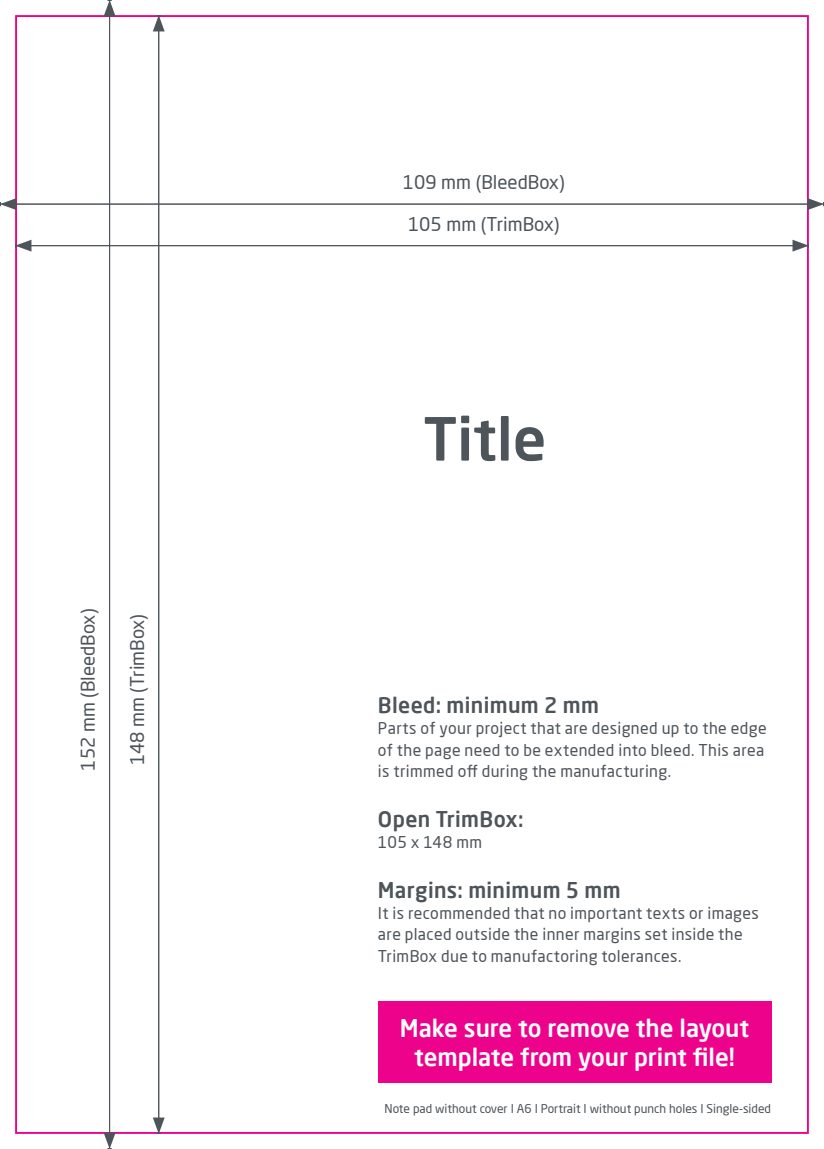 109 mm (BleedBox)
105 mm (TrimBox)
Title
152 mm (BleedBox)
148 mm (TrimBox)
Bleed: minimum 2 mm
Parts of your project that are designed up to the edge
of the page need to be extended into bleed. This area
is trimmed off during the manufacturing.
Open TrimBox:
105 x 148 mm
Margins: minimum 5 mm
It is recommended that no important texts or images
are placed outside the inner margins set inside the
TrimBox due to manufactoring tolerances.
Make sure to remove the layout
template from your print file!
Note pad without cover I A6 I Portrait I without punch holes I Single-sided